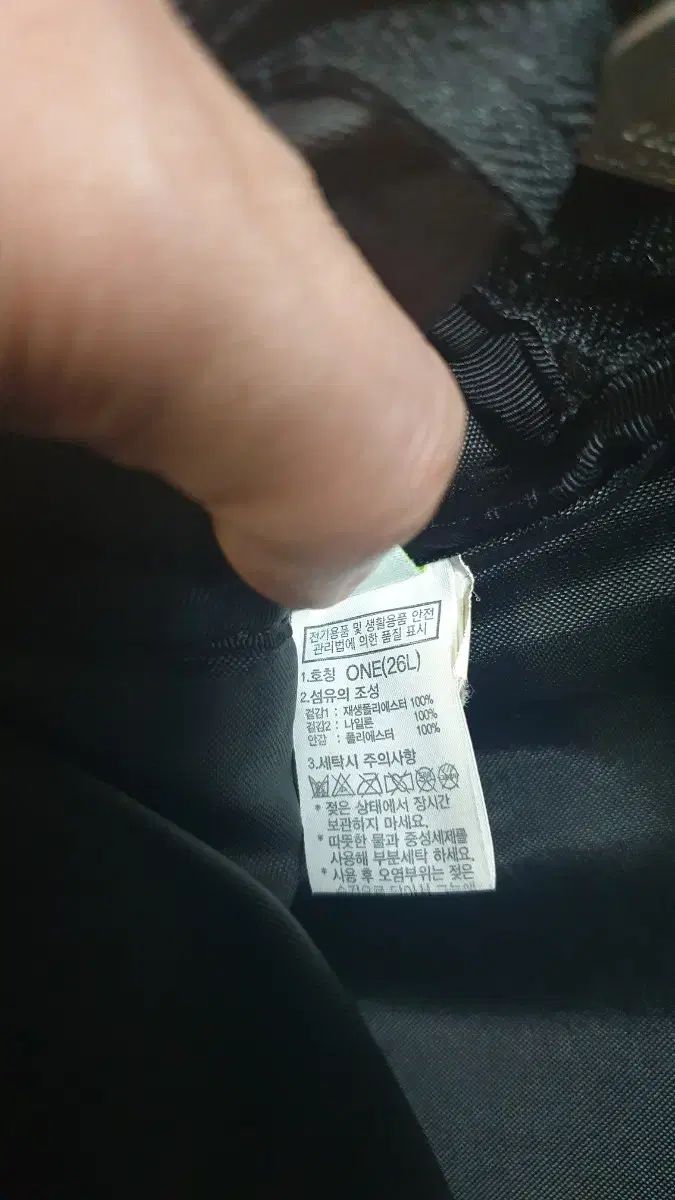 전기용품 및 생활용품 안전
관리법에 의한 품질 표시
1.호칭 ONE(26L)
2.섬유의 조성
겉감1 : 재생폴리에스터 100%
겉감2 : 나일론 100%
안감 : 폴리에스터 100%
3.세탁시 주의사항
* 젖은 상태에서 장시간
보관하지 마세요.
* 따뜻한 물과 중성세제를
사용해 부분세탁 하세요.
* 사용 후 오염부위는 젖은